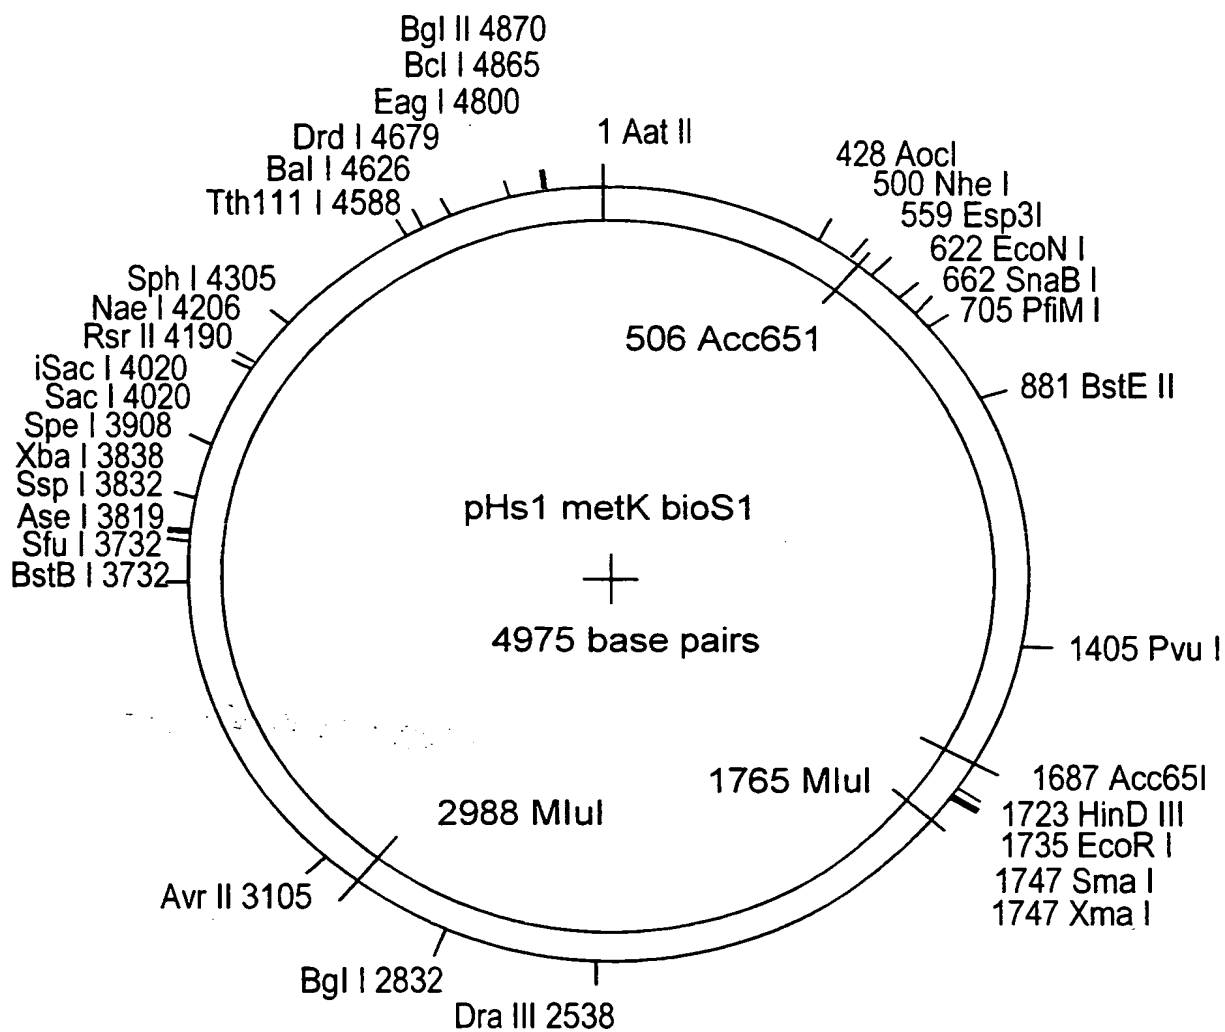 Bgl II 4870
Bcl I 4865
Eag I 4800
Drd I 4679
Bal I 4626
Tth111 I 4588
1 Aat II
428 AocI
500 Nhe I
559 Esp3I
622 EcoN I
662 SnaB I
705 PfiM I
506 Acc651
881 BstE II
Sph I 4305
Nae I 4206
Rsr II 4190
iSac I 4020
Sac I 4020
Spe I 3908
Xba I 3838
Ssp I 3832
Ase I 3819
Sfu I 3732
BstB I 3732
pHs1 metK bioS1
4975 base pairs
1405 Pvu I
1687 Acc65I
1723 HinD III
1735 EcoR I
1747 Sma I
1747 Xma I
1765 MluI
2988 MluI
Avr II 3105
Bgl I 2832
Dra III 2538